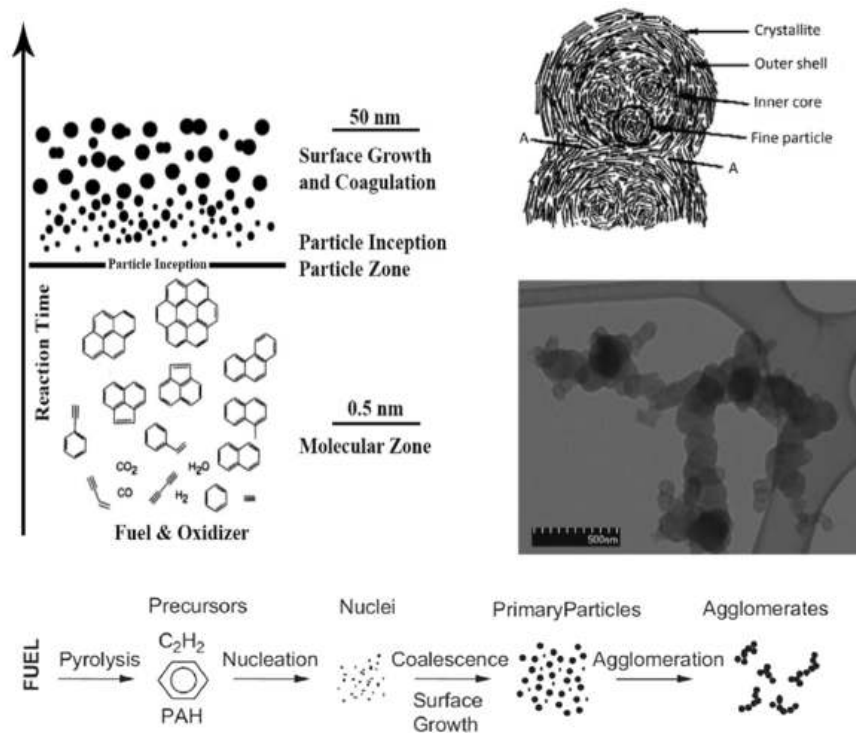 50 nm
Surface Growth
and Coagulation
Particle Inception
Particle Inception
Particle Zone
Reaction Time
0.5 nm
Molecular Zone
CO2
H2O
CO
H2
Fuel & Oxidizer
Crystallite
Outer shell
Inner core
Fine particle
A
A
500nm
Precursors
Nuclei
PrimaryParticles
Agglomerates
FUEL
Pyrolysis
C2H2
PAH
Nucleation
Coalescence
Surface
Growth
Agglomeration